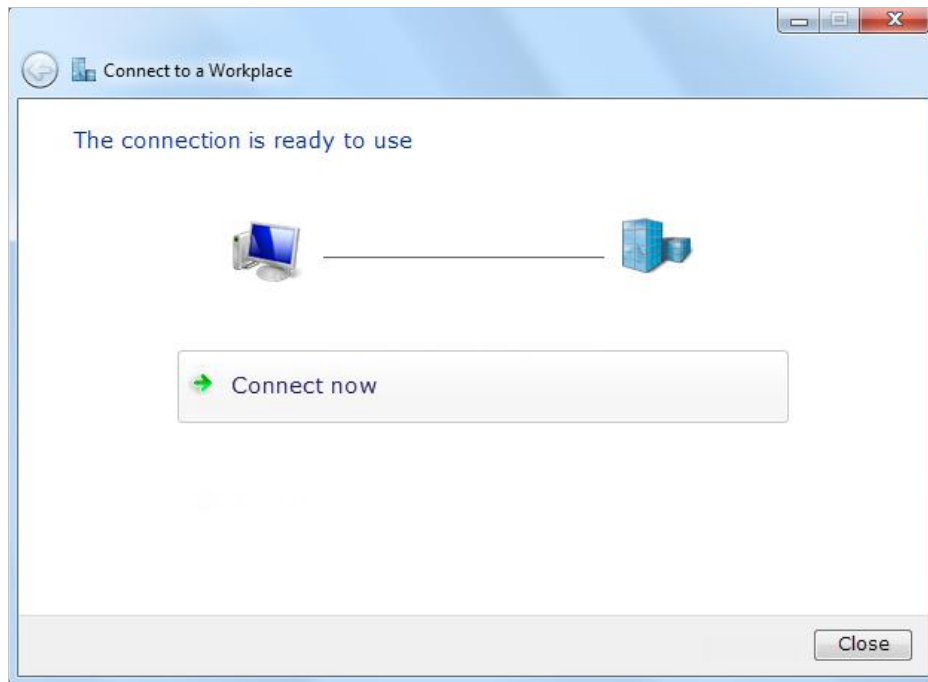 Connect to a Workplace
The connection is ready to use
Connect now
Close